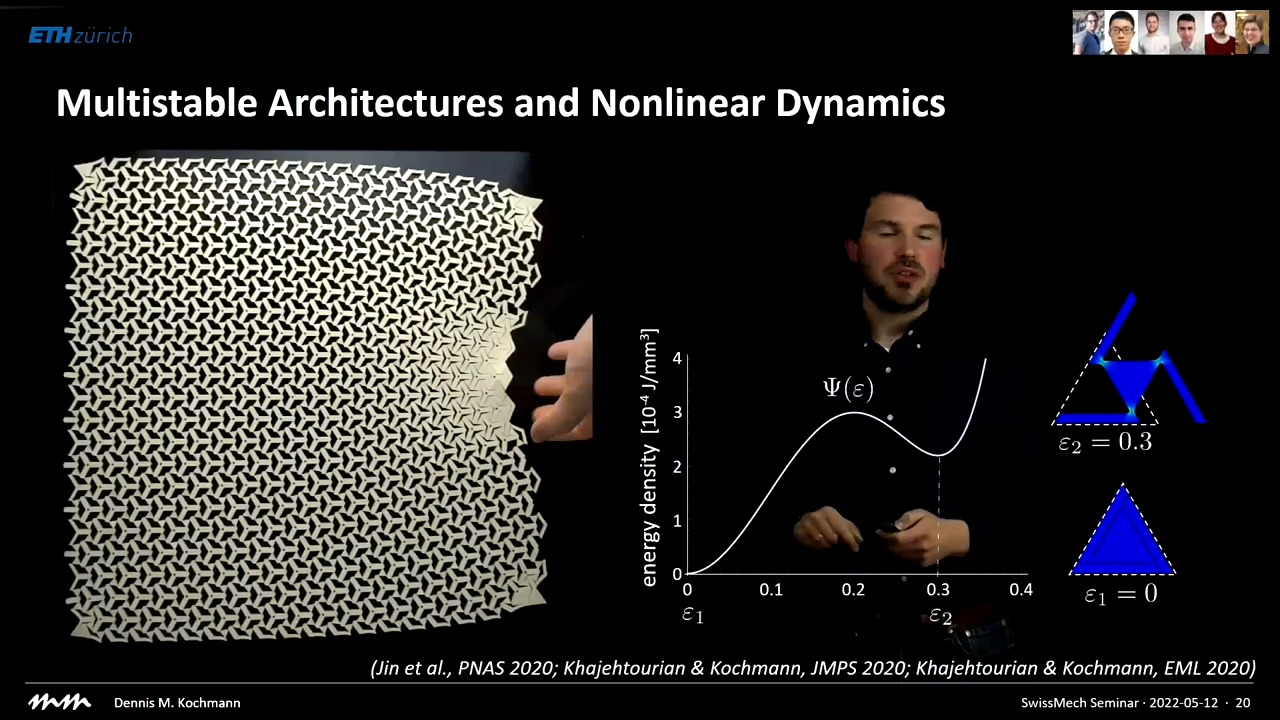 ETH zürich
Multistable Architectures and Nonlinear Dynamics
energy density [10⁻⁴ J/mm³]
4
3
2
1
0
Ψ(ε)
0 0.1 0.2 0.3 0.4
ε₁ ε₂
ε₂ = 0.3
ε₁ = 0
(Jin et al., PNAS 2020; Khajehtourian & Kochmann, JMPS 2020; Khajehtourian & Kochmann, EML 2020)
Dennis M. Kochmann
SwissMech Seminar · 2022-05-12 · 20